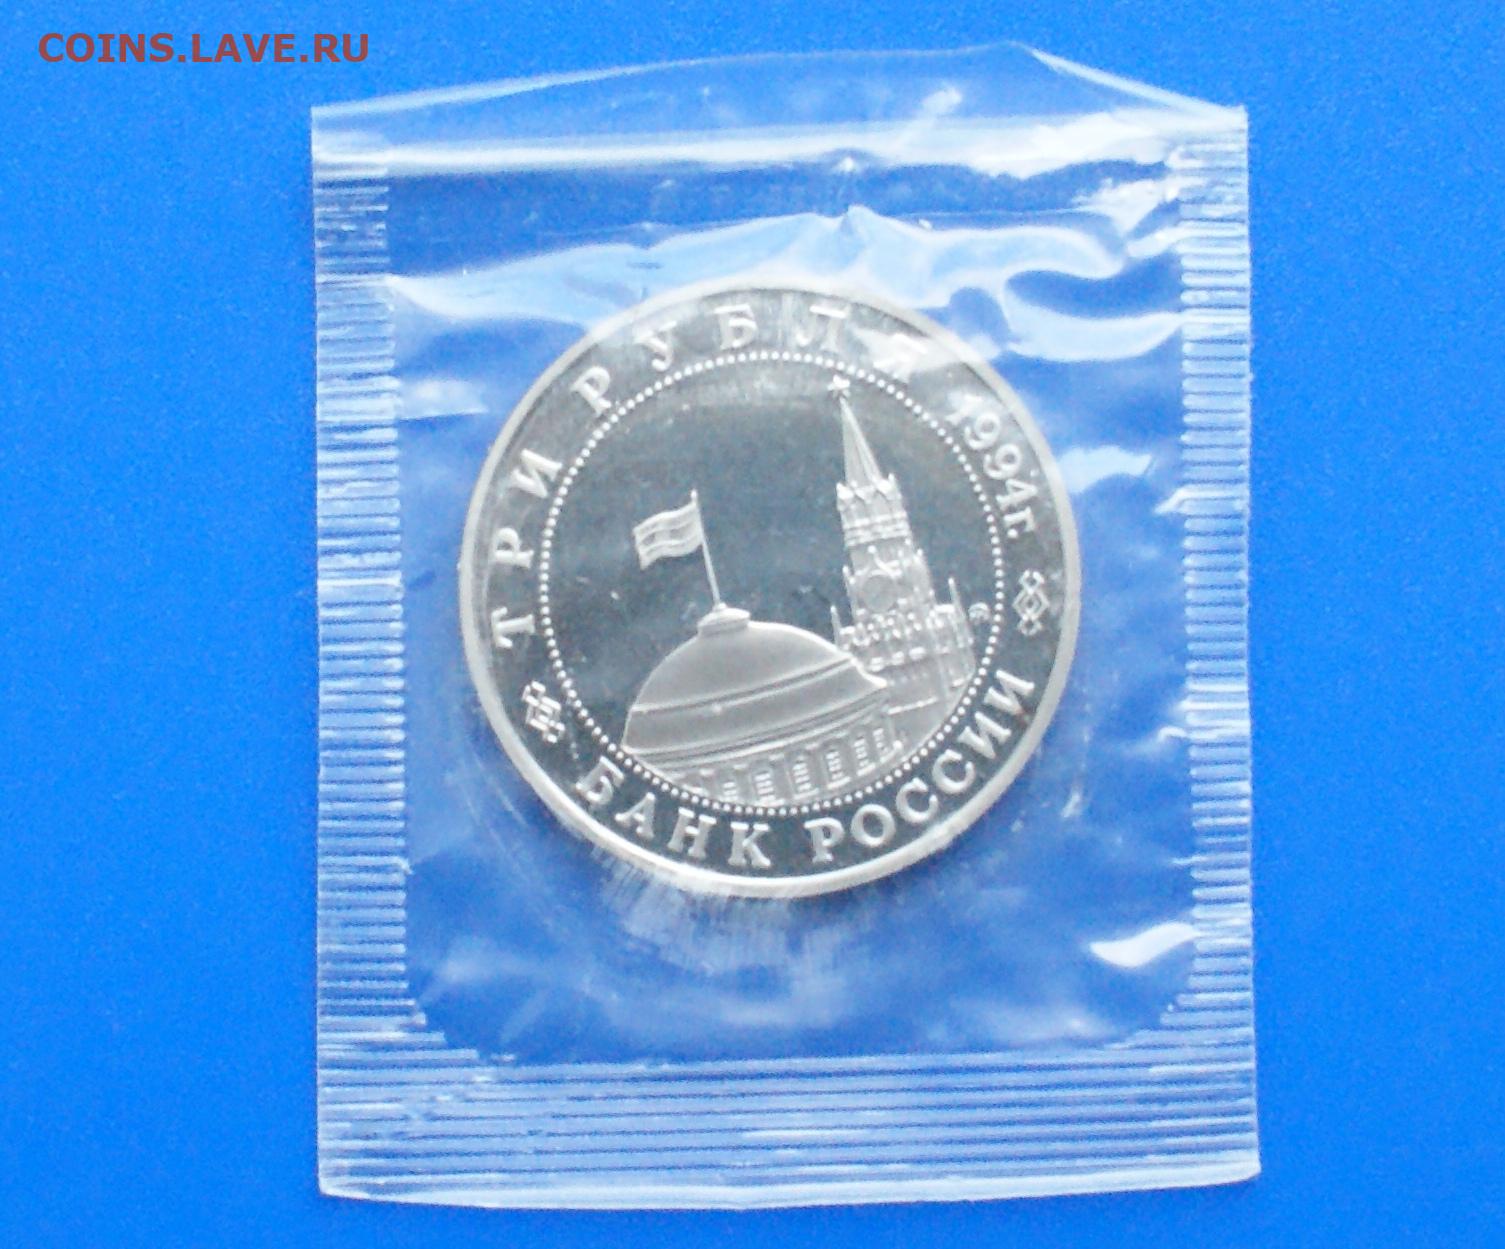 COINS.LAVE.RU
ТРИ РУБЛЯ 1994г.
БАНК РОССИИ